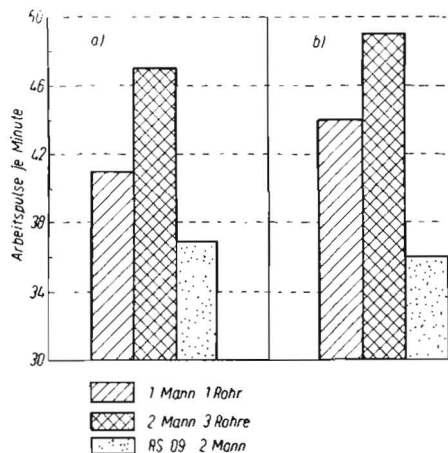 Arbeitspulse je Minute
50
46
42
38
34
30
a)
b)
1 Mann 1 Rohr
2 Mann 3 Rohre
RS 09 2 Mann